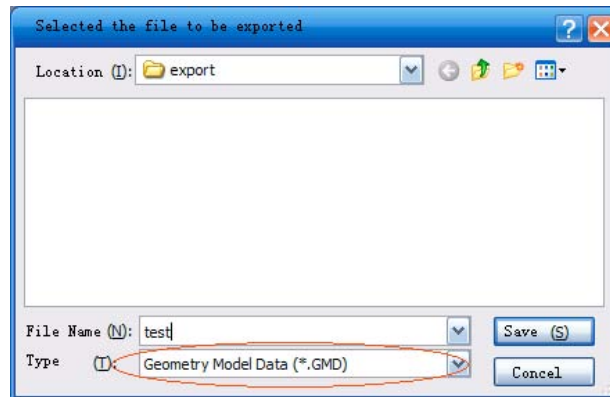 Selected the file to be exported
Location (I): export
File Name (N): test
Save (S)
Type (T): Geometry Model Data (*.GMD)
Concel